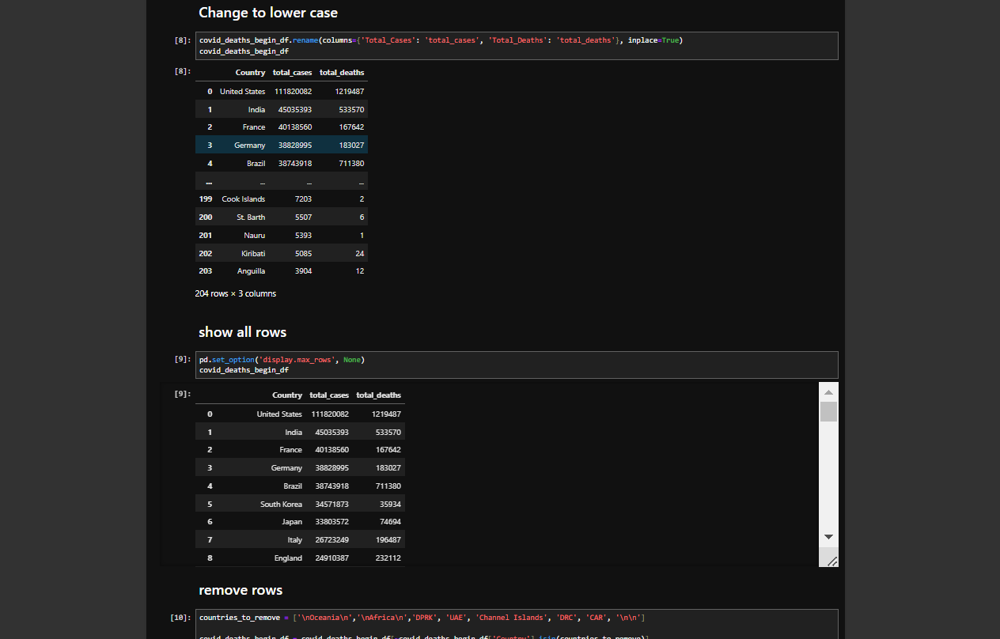 Change to lower case
[8]: covid_deaths_begin_df.rename(columns={'Total_Cases': 'total_cases', 'Total_Deaths': 'total_deaths'}, inplace=True)
covid_deaths_begin_df
[8]: Country total_cases total_deaths
0 United States 111820082 1219487
1 India 45035393 533570
2 France 40138560 167642
3 Germany 38828995 183027
4 Brazil 38743918 711380
... ... ... ...
199 Cook Islands 7203 2
200 St. Barth 5507 6
201 Nauru 5393 1
202 Kiribati 5085 24
203 Anguilla 3904 12
204 rows × 3 columns
show all rows
[9]: pd.set_option('display.max_rows', None)
covid_deaths_begin_df
[9]: Country total_cases total_deaths
0 United States 111820082 1219487
1 India 45035393 533570
2 France 40138560 167642
3 Germany 38828995 183027
4 Brazil 38743918 711380
5 South Korea 34571873 35934
6 Japan 33803572 74694
7 Italy 26723249 196487
8 England 24910387 232112
remove rows
[10]: countries_to_remove = ['\nOceania\n','\nAfrica\n','DPRK', 'UAE', 'Channel Islands', 'DRC', 'CAR', '\n\n']
covid_deaths_begin_df = covid_deaths_begin_df[~covid_deaths_begin_df['Country'].isin(countries_to_remove)]